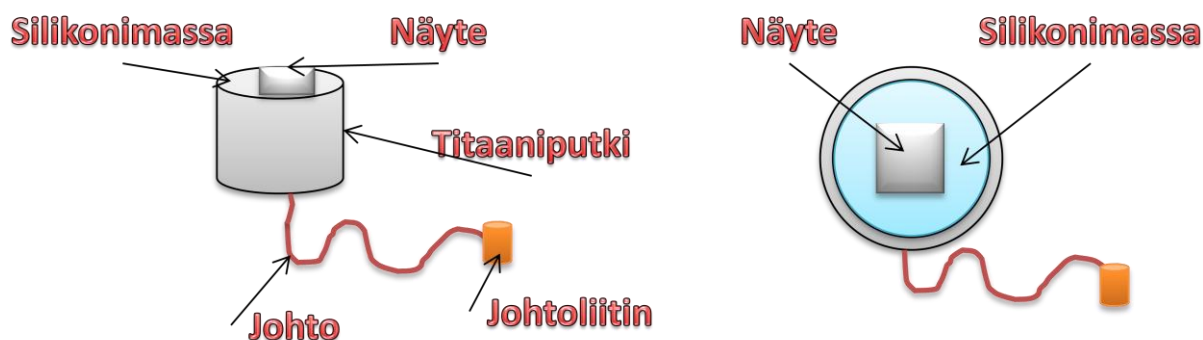 Silikonimassa
Näyte
Titaaniputki
Johto
Johtoliitin
Näyte
Silikonimassa